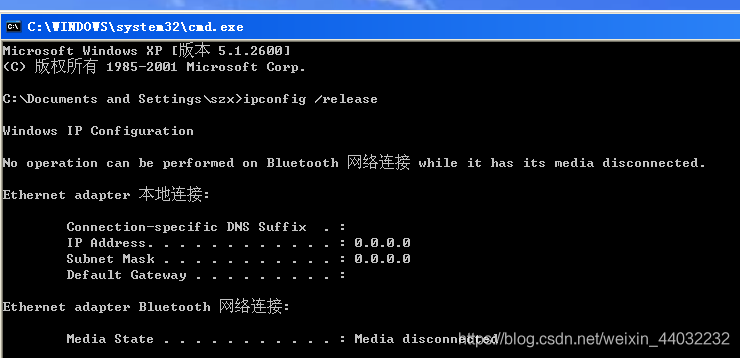 C:\WINDOWS\system32\cmd.exe
Microsoft Windows XP [版本 5.1.2600]
(C) 版权所有 1985-2001 Microsoft Corp.
C:\Documents and Settings\szx>ipconfig /release
Windows IP Configuration
No operation can be performed on Bluetooth 网络连接 while it has its media disconnected.
Ethernet adapter 本地连接:
Connection-specific DNS Suffix  . :
IP Address. . . . . . . . . . . . : 0.0.0.0
Subnet Mask . . . . . . . . . . . : 0.0.0.0
Default Gateway . . . . . . . . . :
Ethernet adapter Bluetooth 网络连接:
Media State . . . . . . . . . . . : Media disconnected
https://blog.csdn.net/weixin_44032232